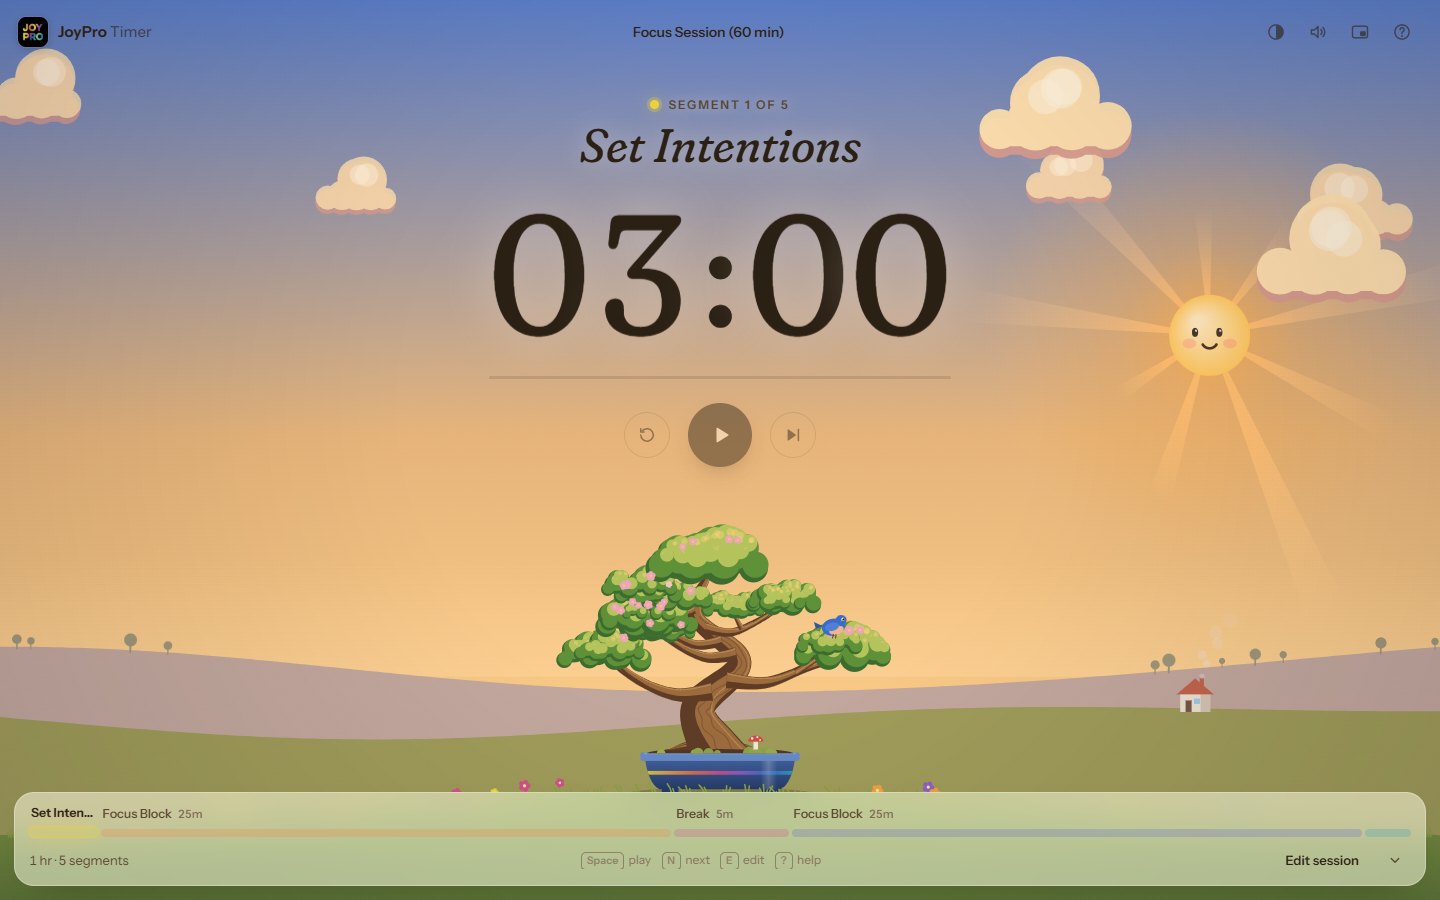 JOY
PRO
JoyPro Timer
Focus Session (60 min)
SEGMENT 1 OF 5
Set Intentions
03:00
Set Inten...
Focus Block 25m
Break 5m
Focus Block 25m
1 hr · 5 segments
Space play N next E edit ? help
Edit session